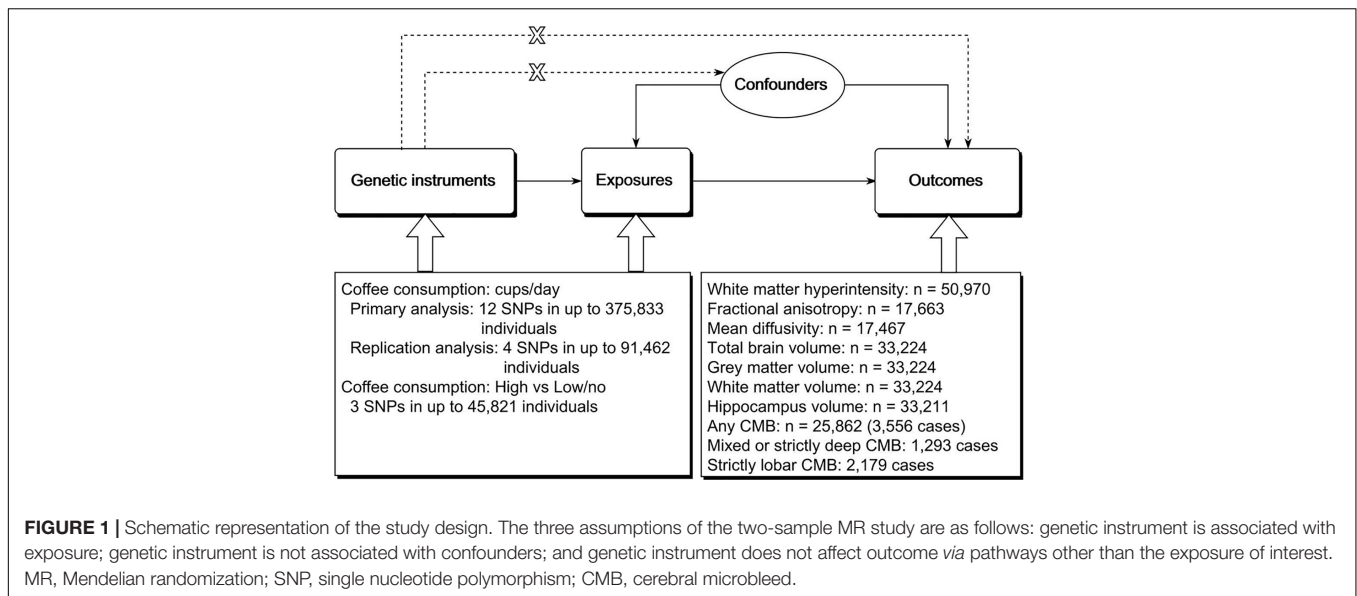 X
X
Confounders
Genetic instruments
Exposures
Outcomes
Coffee consumption: cups/day
Primary analysis: 12 SNPs in up to 375,833
individuals
Replication analysis: 4 SNPs in up to 91,462
individuals
Coffee consumption: High vs Low/no
3 SNPs in up to 45,821 individuals
White matter hyperintensity: n = 50,970
Fractional anisotropy: n = 17,663
Mean diffusivity: n = 17,467
Total brain volume: n = 33,224
Grey matter volume: n = 33,224
White matter volume: n = 33,224
Hippocampus volume: n = 33,211
Any CMB: n = 25,862 (3,556 cases)
Mixed or strictly deep CMB: 1,293 cases
Strictly lobar CMB: 2,179 cases
FIGURE 1 | Schematic representation of the study design. The three assumptions of the two-sample MR study are as follows: genetic instrument is associated with
exposure; genetic instrument is not associated with confounders; and genetic instrument does not affect outcome via pathways other than the exposure of interest.
MR, Mendelian randomization; SNP, single nucleotide polymorphism; CMB, cerebral microbleed.